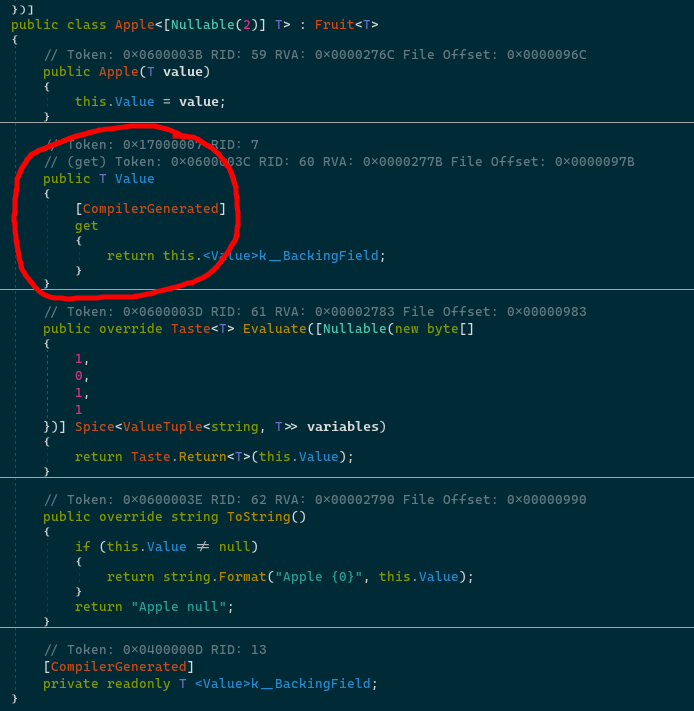 })]
public class Apple<[Nullable(2)] T> : Fruit<T>
{
// Token: 0x0600003B RID: 59 RVA: 0x0000276C File Offset: 0x0000096C
public Apple(T value)
{
this.Value = value;
}
// Token: 0x17000007 RID: 7
// (get) Token: 0x0600003C RID: 60 RVA: 0x0000277B File Offset: 0x0000097B
public T Value
{
[CompilerGenerated]
get
{
return this.<Value>k__BackingField;
}
}
// Token: 0x0600003D RID: 61 RVA: 0x00002783 File Offset: 0x00000983
public override Taste<T> Evaluate([Nullable(new byte[]
{
1,
0,
1,
1
})] Spice<ValueTuple<string, T>> variables)
{
return Taste.Return<T>(this.Value);
}
// Token: 0x0600003E RID: 62 RVA: 0x00002790 File Offset: 0x00000990
public override string ToString()
{
if (this.Value != null)
{
return string.Format("Apple {0}", this.Value);
}
return "Apple null";
}
// Token: 0x0400000D RID: 13
[CompilerGenerated]
private readonly T <Value>k__BackingField;
}